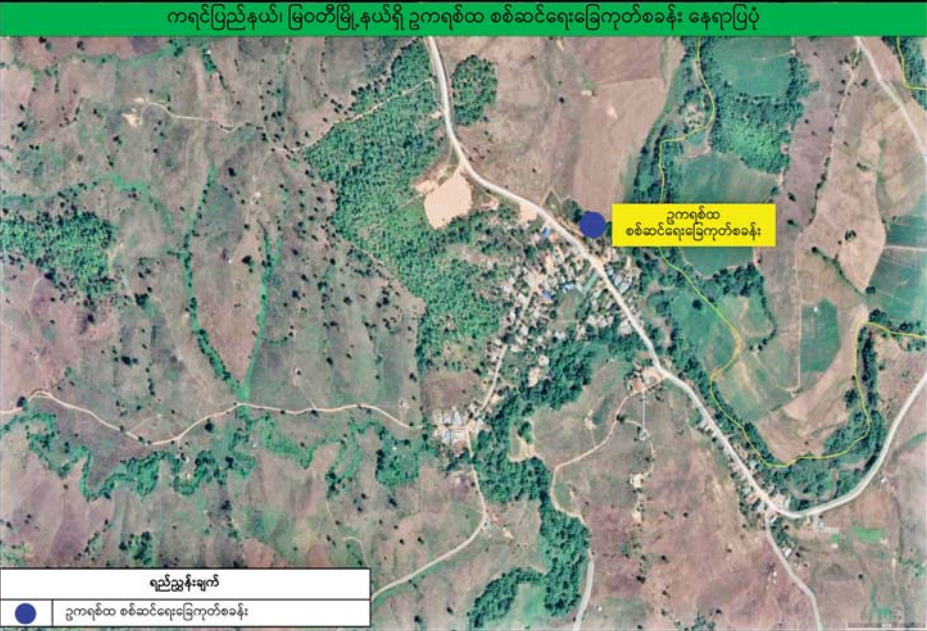 ကရင်ပြည်နယ်၊ မြဝတီမြို့နယ်ရှိ ဥကရစ်ထ စစ်ဆင်ရေးခြေကုတ်စခန်း နေရာပြပုံ
ဥကရစ်ထ
စစ်ဆင်ရေးခြေကုတ်စခန်း
ရည်ညွှန်းချက်
ဥကရစ်ထ စစ်ဆင်ရေးခြေကုတ်စခန်း